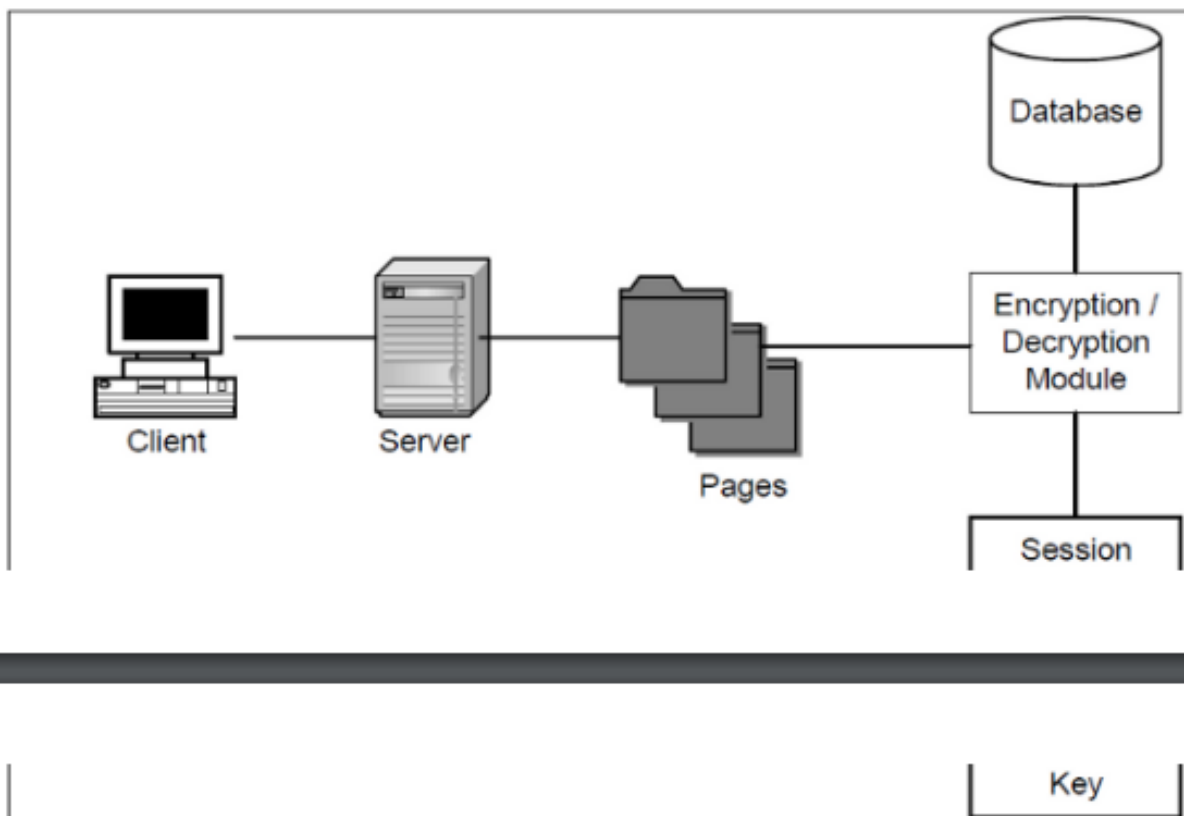 Database
Encryption /
Decryption
Module
Client
Server
Pages
Session
Key